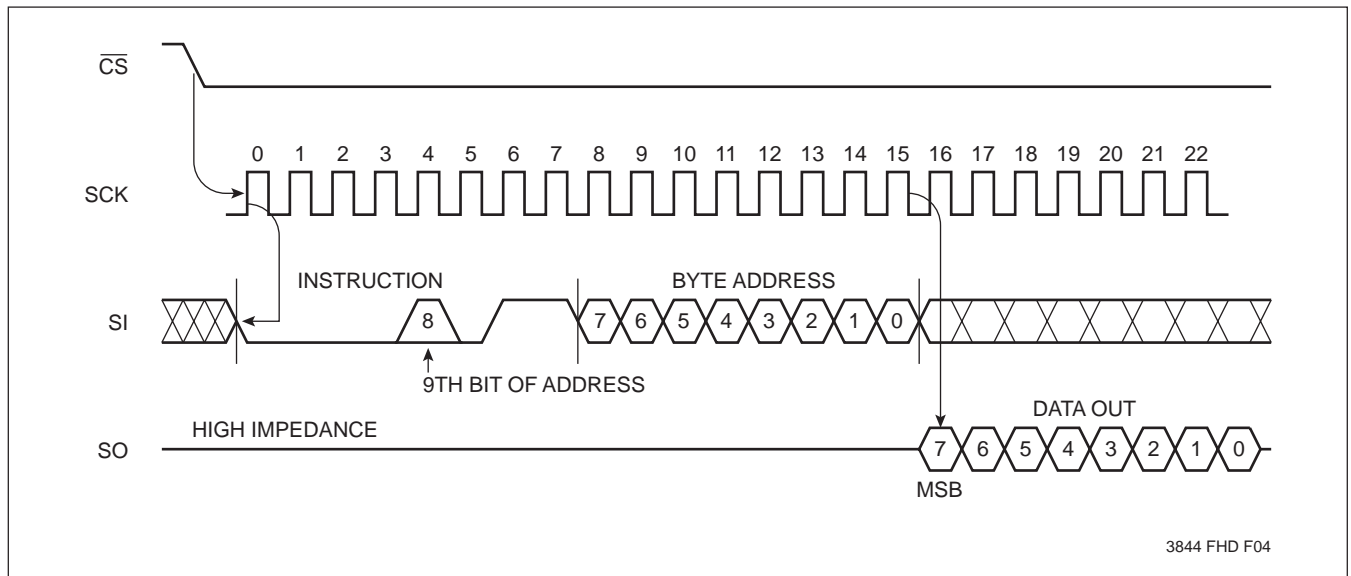 CS
0 1 2 3 4 5 6 7 8 9 10 11 12 13 14 15 16 17 18 19 20 21 22
SCK
INSTRUCTION
BYTE ADDRESS
SI
8
7 6 5 4 3 2 1 0
9TH BIT OF ADDRESS
DATA OUT
HIGH IMPEDANCE
SO
7 6 5 4 3 2 1 0
MSB
3844 FHD F04